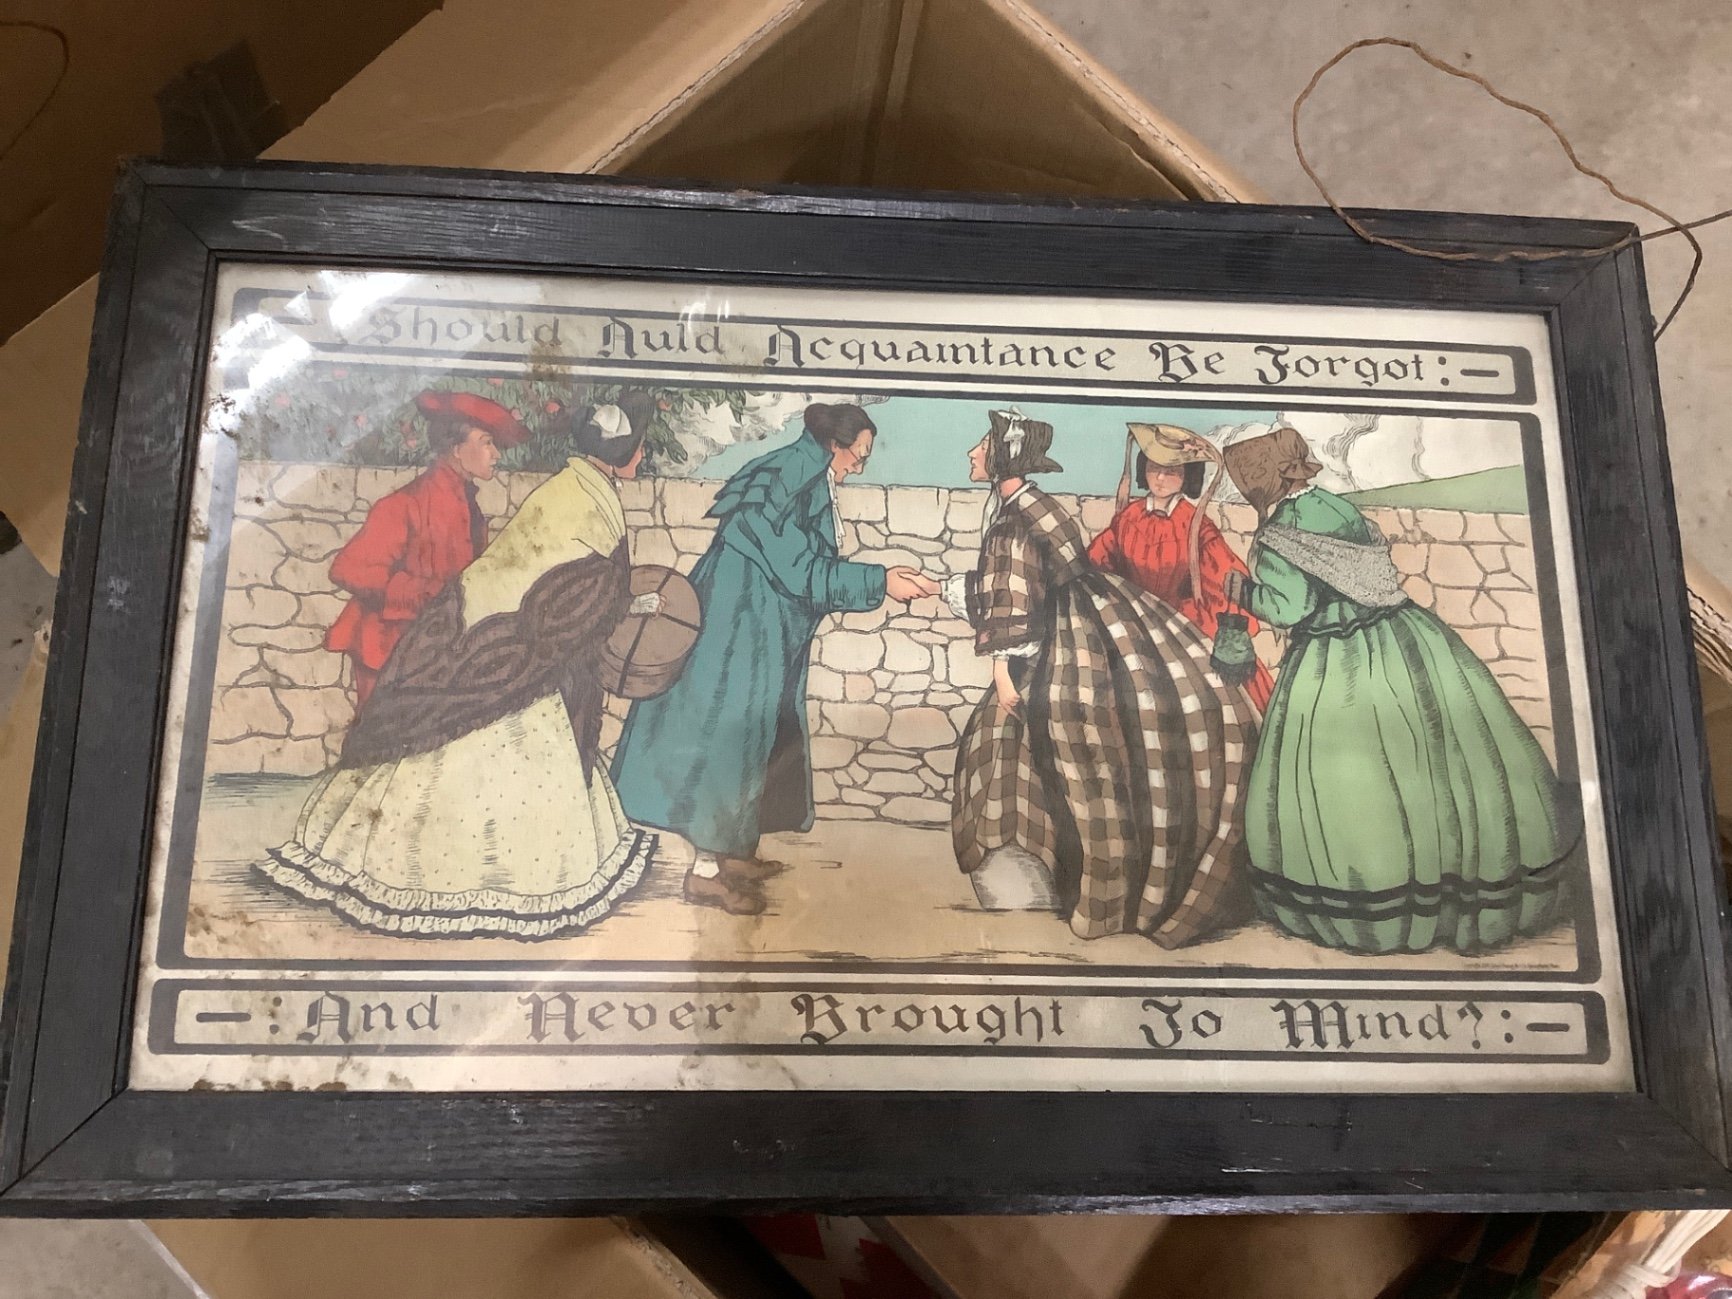 -: Should Auld Acquaintance Be Forgot:-
-: And Never Brought To Mind?:-